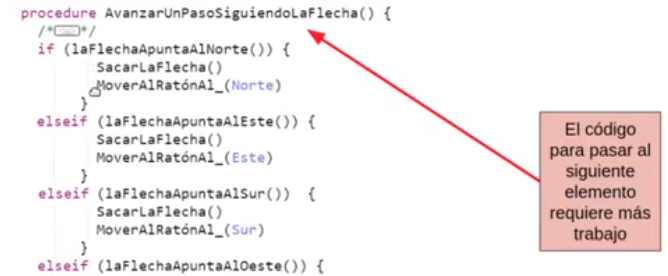 procedure AvanzarUnPasoSiguiendoLaFlecha() {
/*...*/
if (laFlechaApuntaAlNorte()) {
SacarLaFlecha()
MoverAlRatónAl_(Norte)
}
elseif (laFlechaApuntaAlEste()) {
SacarLaFlecha()
MoverAlRatónAl_(Este)
}
elseif (laFlechaApuntaAlSur()) {
SacarLaFlecha()
MoverAlRatónAl_(Sur)
}
elseif (laFlechaApuntaAlOeste()) {
El código
para pasar al
siguiente
elemento
requiere más
trabajo